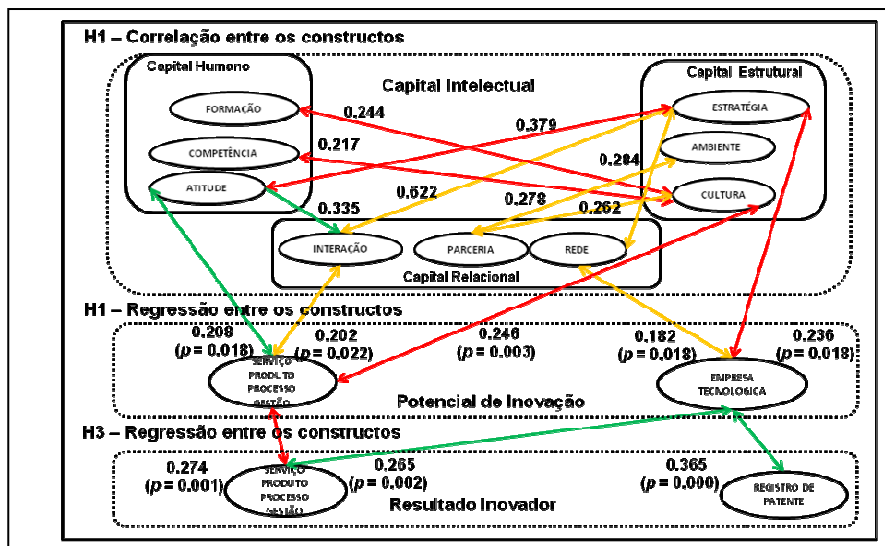 H1 – Correlação entre os constructos
Capital Humano
Capital Intelectual
Capital Estrutural
FORMAÇÃO
COMPETÊNCIA
ATITUDE
ESTRATÉGIA
AMBIENTE
CULTURA
0.244
0.379
0.217
0.284
0.335
0.622
0.278
0.262
INTERAÇÃO
PARCERIA
REDE
Capital Relacional
H1 – Regressão entre os constructos
0.208
(p = 0.018)
0.202
(p = 0.022)
0.246
(p = 0.003)
0.182
(p = 0.018)
0.236
(p = 0.018)
SERVIÇO
PRODUTO
PROCESSO
GESTÃO
EMPRESA
TECNOLOGICA
Potencial de Inovação
H3 – Regressão entre os constructos
0.274
(p = 0.001)
0.265
(p = 0.002)
0.365
(p = 0.000)
SERVIÇO
PRODUTO
PROCESSO
GESTÃO
REGISTRO DE
PATENTE
Resultado Inovador